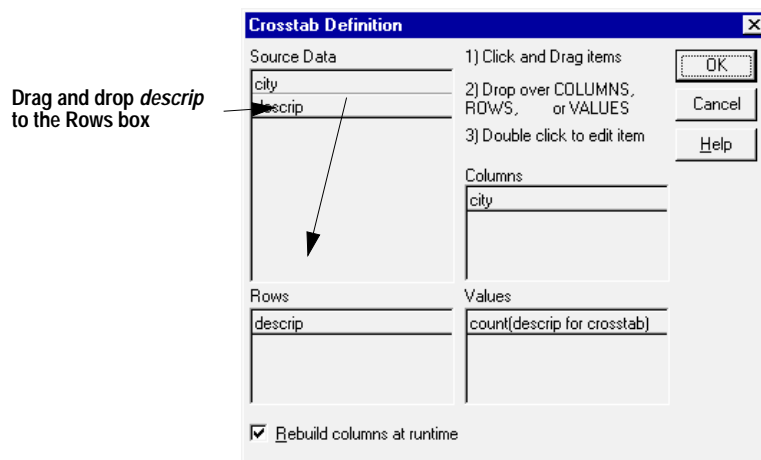 Crosstab Definition
Source Data
city
descrip
Drag and drop descrip
to the Rows box
1) Click and Drag items
2) Drop over COLUMNS,
ROWS, or VALUES
3) Double click to edit item
OK
Cancel
Help
Columns
city
Rows
descrip
Values
count(descrip for crosstab)
Rebuild columns at runtime